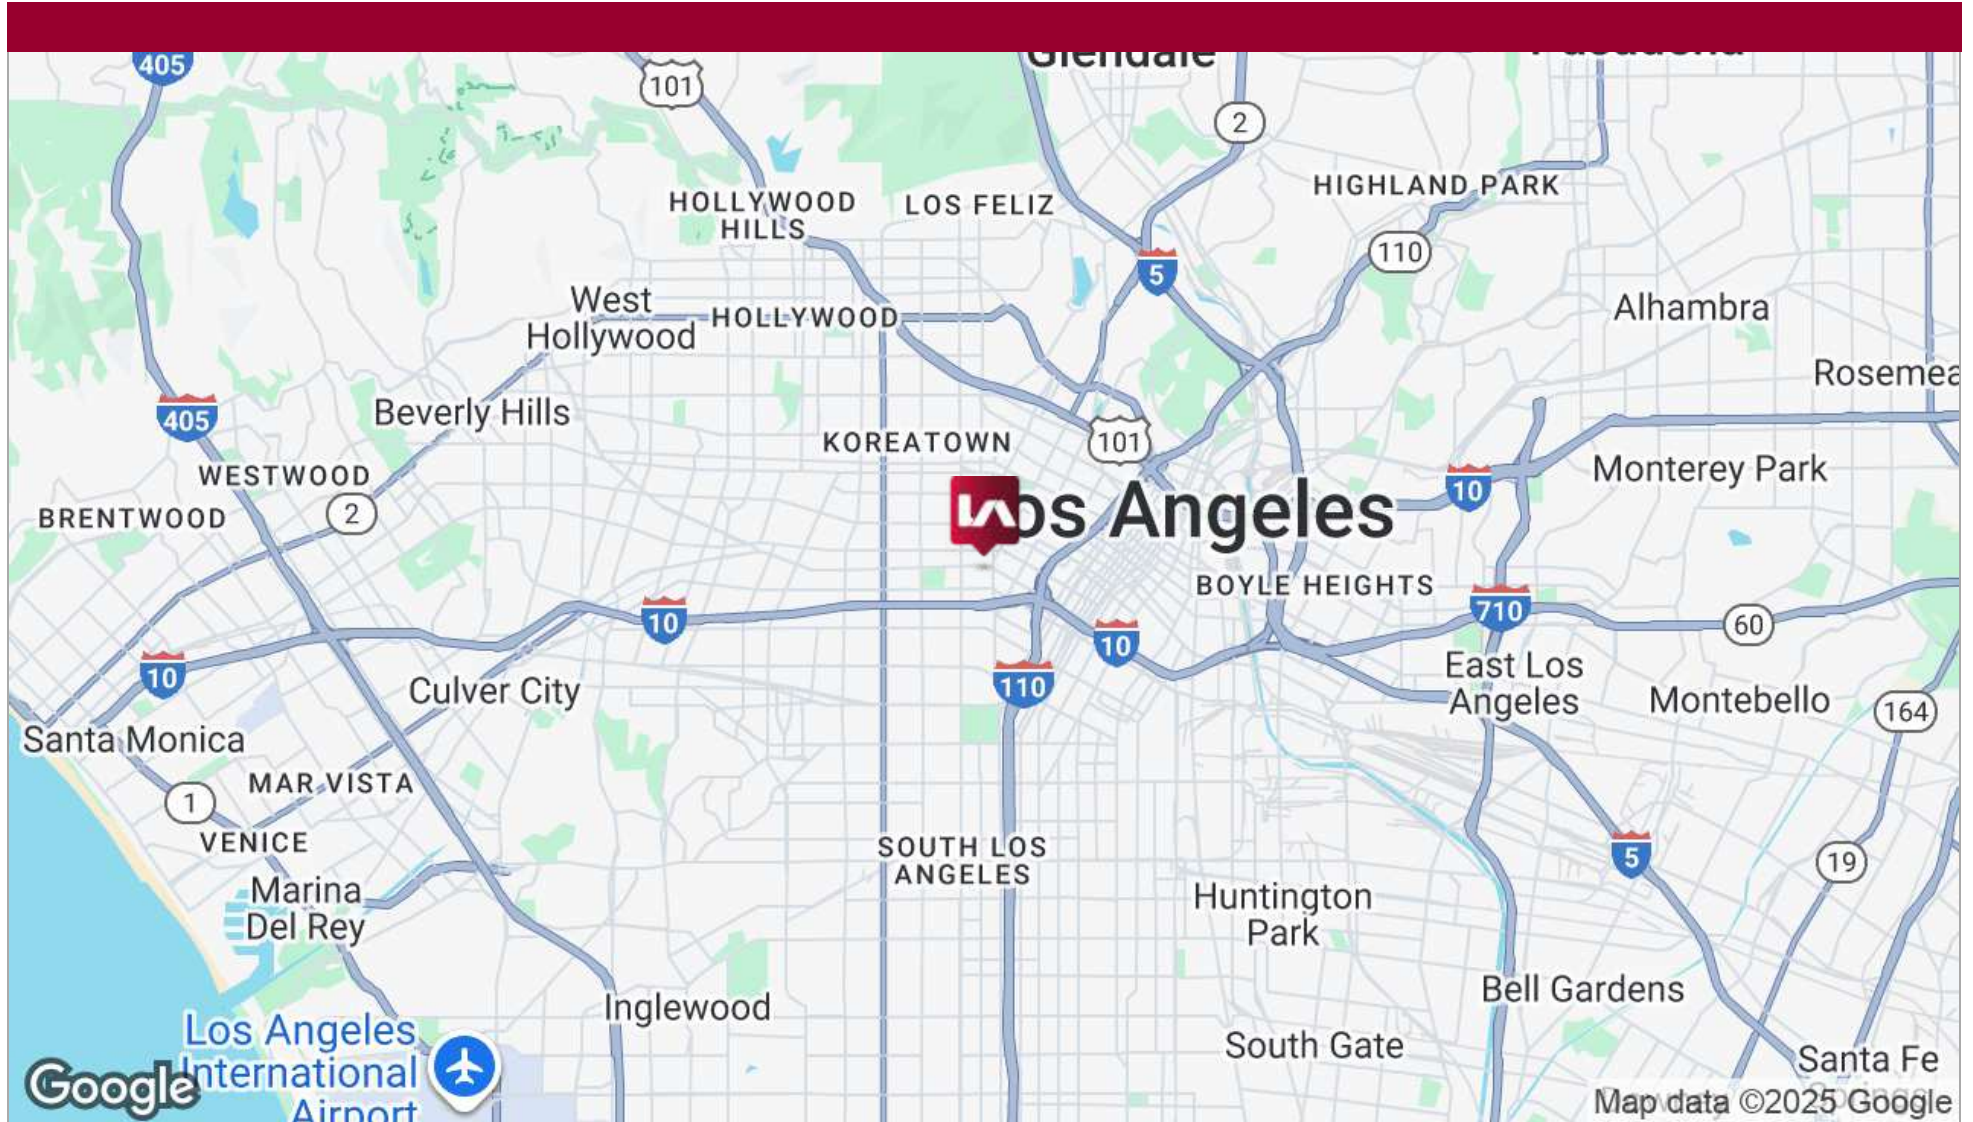 Glendale
Pasadena
405
101
2
HIGHLAND PARK
HOLLYWOOD
HILLS
LOS FELIZ
110
5
West
Hollywood
HOLLYWOOD
Alhambra
Rosemea
405
Beverly Hills
KOREATOWN
101
WESTWOOD
Monterey Park
10
2
BRENTWOOD
LA
os Angeles
BOYLE HEIGHTS
710
10
60
10
10
East Los
Angeles
110
Culver City
Montebello
164
Santa Monica
MAR VISTA
1
VENICE
SOUTH LOS
ANGELES
5
19
Marina
Del Rey
Huntington
Park
Bell Gardens
Inglewood
Los Angeles
International
Airport
South Gate
Santa Fe
Springs
Google
Map data ©2025 Google